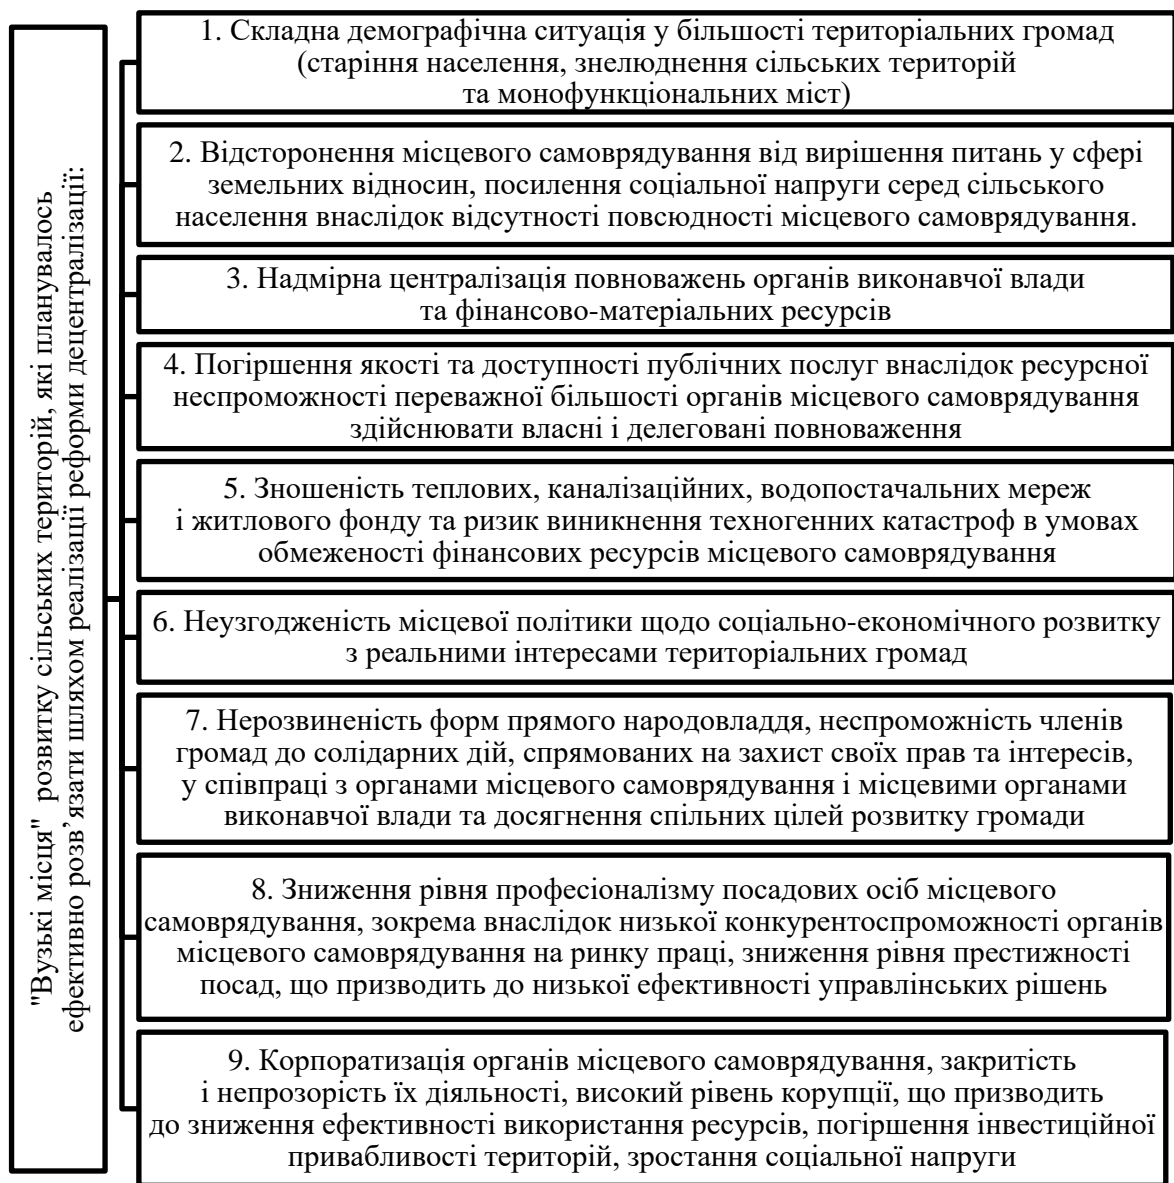 "Вузькі місця"  розвитку сільських територій, які планувалось
ефективно розв’язати шляхом реалізації реформи децентралізації:
1. Складна демографічна ситуація у більшості територіальних громад
(старіння населення, знелюднення сільських територій
та монофункціональних міст)
2. Відсторонення місцевого самоврядування від вирішення питань у сфері
земельних відносин, посилення соціальної напруги серед сільського
населення внаслідок відсутності повсюдності місцевого самоврядування.
3. Надмірна централізація повноважень органів виконавчої влади
та фінансово-матеріальних ресурсів
4. Погіршення якості та доступності публічних послуг внаслідок ресурсної
неспроможності переважної більшості органів місцевого самоврядування
здійснювати власні і делеговані повноваження
5. Зношеність теплових, каналізаційних, водопостачальних мереж
і житлового фонду та ризик виникнення техногенних катастроф в умовах
обмеженості фінансових ресурсів місцевого самоврядування
6. Неузгодженість місцевої політики щодо соціально-економічного розвитку
з реальними інтересами територіальних громад
7. Нерозвиненість форм прямого народовладдя, неспроможність членів
громад до солідарних дій, спрямованих на захист своїх прав та інтересів,
у співпраці з органами місцевого самоврядування і місцевими органами
виконавчої влади та досягнення спільних цілей розвитку громади
8. Зниження рівня професіоналізму посадових осіб місцевого
самоврядування, зокрема внаслідок низької конкурентоспроможності органів
місцевого самоврядування на ринку праці, зниження рівня престижності
посад, що призводить до низької ефективності управлінських рішень
9. Корпоратизація органів місцевого самоврядування, закритість
і непрозорість їх діяльності, високий рівень корупції, що призводить
до зниження ефективності використання ресурсів, погіршення інвестиційної
привабливості територій, зростання соціальної напруги